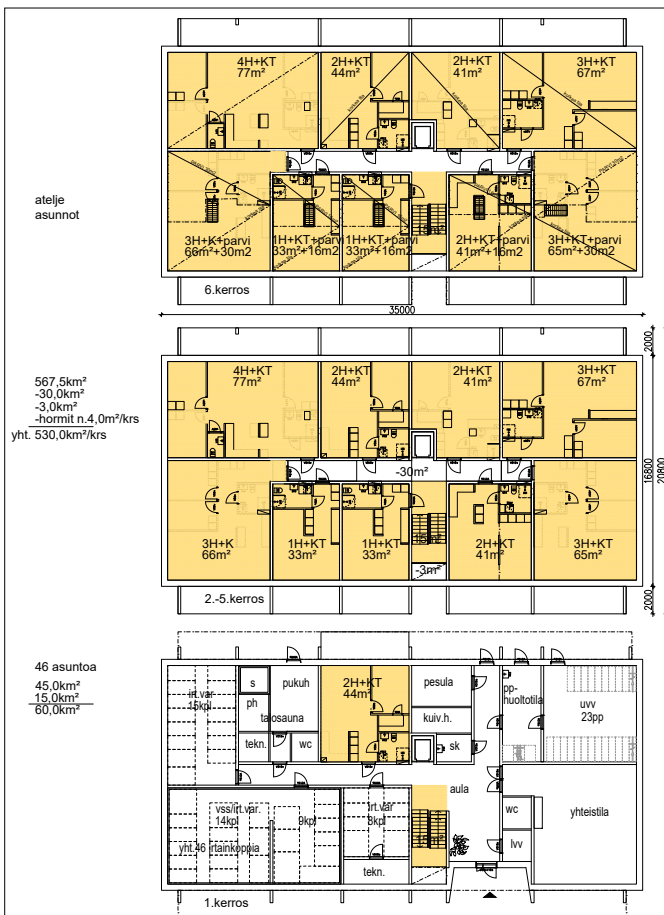 4H+KT
77m²
2H+KT
44m²
2H+KT
41m²
3H+KT
67m²
atelje
asunnot
3H+K+parvi
66m²+30m2
1H+KT+parvi
33m²+16m2
1H+KT+parvi
33m²+16m2
2H+KT+parvi
41m²+16m2
3H+KT+parvi
65m²+30m2
6.kerros
35000
567,5km²
-30,0km²
-3,0km²
-hormit n.4,0m²/krs
yht. 530,0km²/krs
4H+KT
77m²
2H+KT
44m²
2H+KT
41m²
3H+KT
67m²
-30m²
3H+K
66m²
1H+KT
33m²
1H+KT
33m²
15m²
-3m²
2H+KT
41m²
3H+KT
65m²
2.-5.kerros
2000
16800
20800
2000
46 asuntoa
45,0km²
15,0km²
60,0km²
irt.var
15kpl
s
pukuh
ph
talosauna
tekn.
wc
2H+KT
44m²
pesula
kuiv.h.
sk
pp-
huoltotila
uvv
23pp
vss/irt.var.
14kpl
9kpl
yht.46 irtainkoppia
irt.var
8kpl
tekn.
aula
wc
lvv
yhteistila
1.kerros